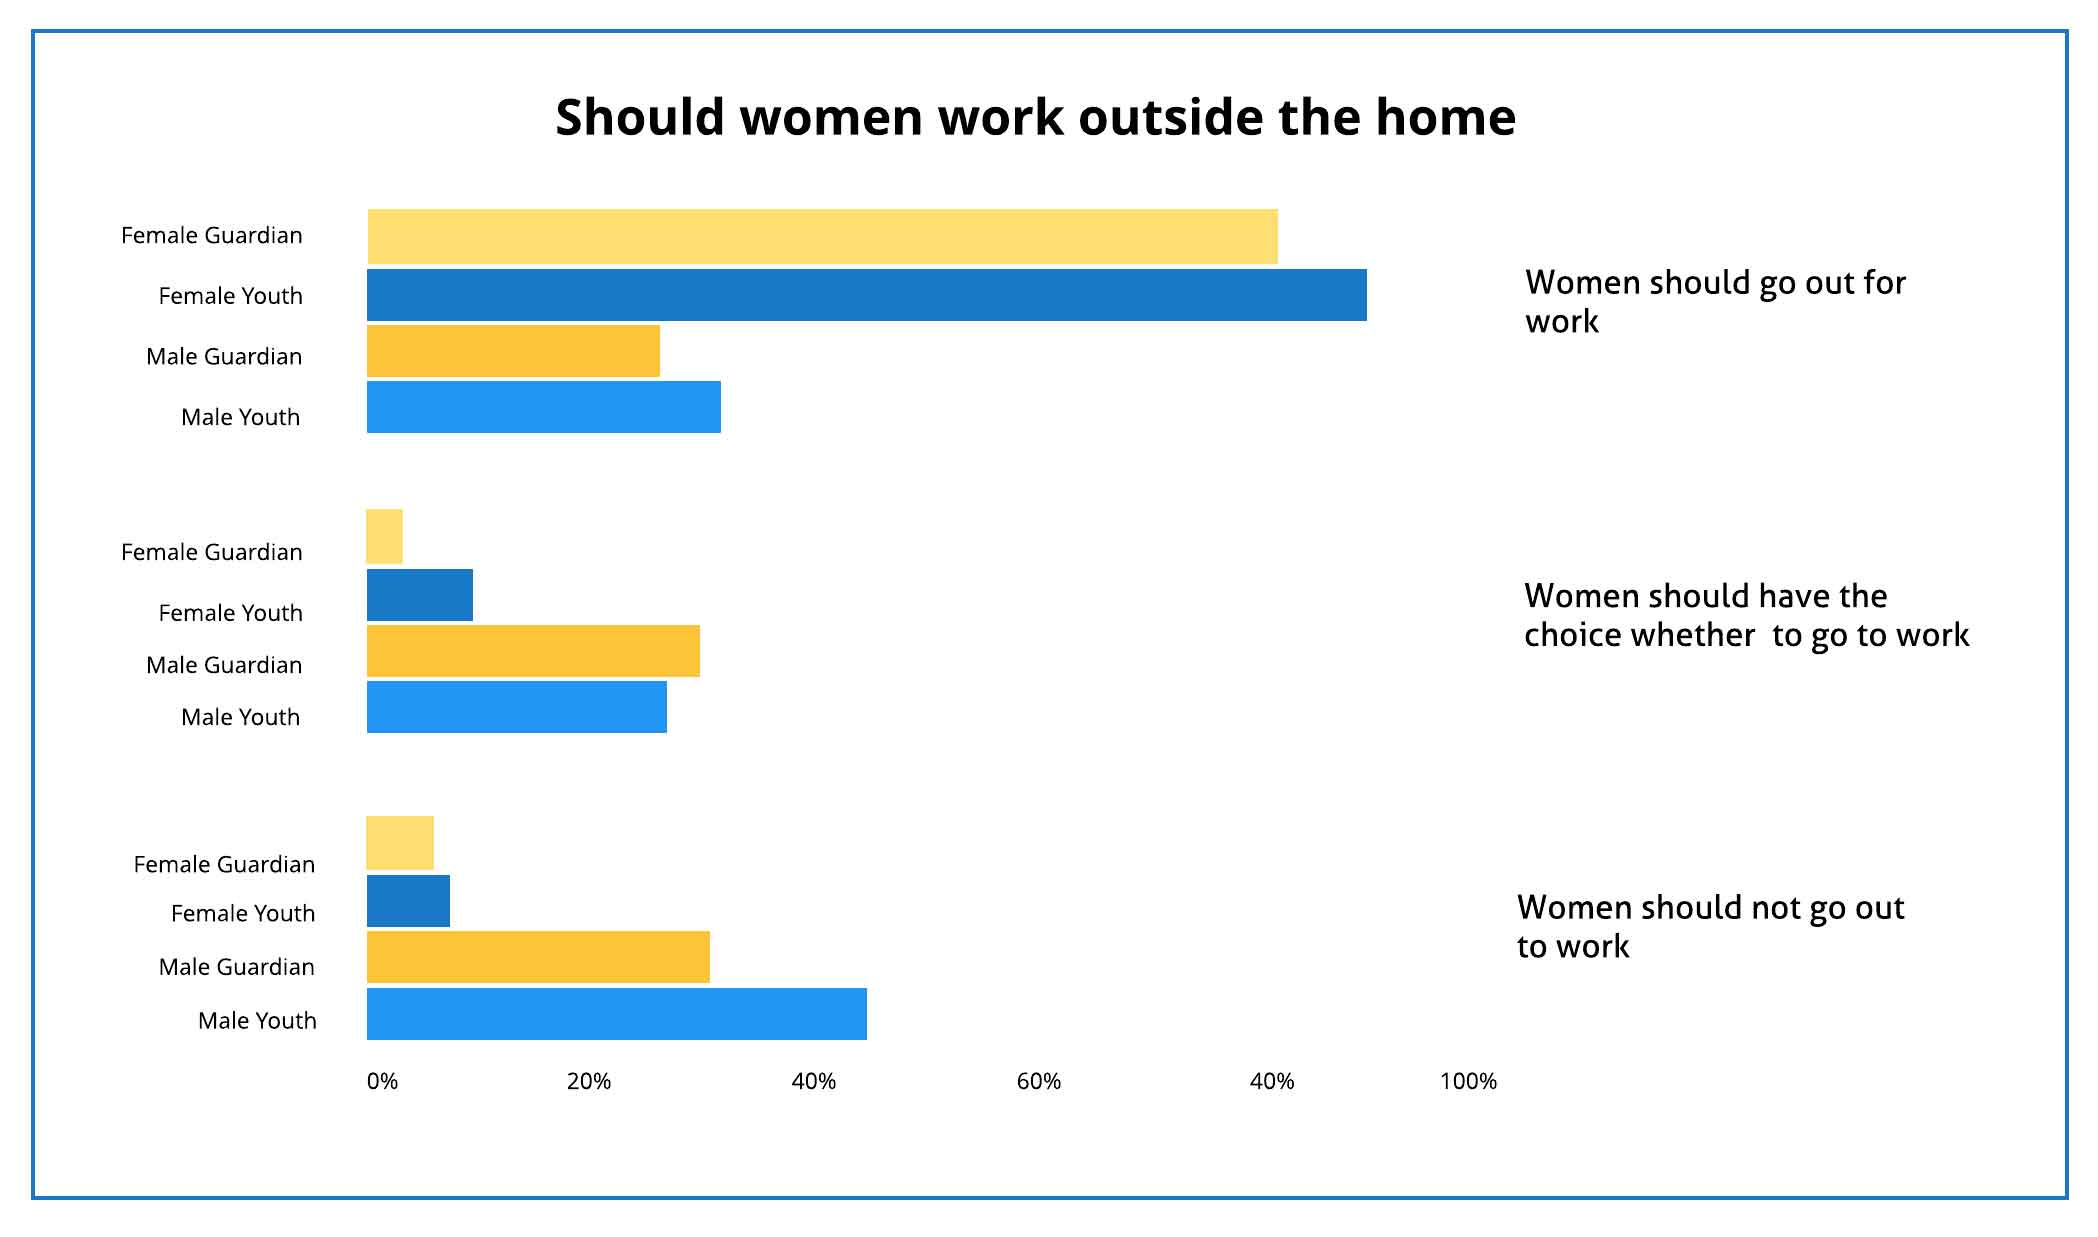 Should women work outside the home
Female Guardian
Female Youth
Male Guardian
Male Youth
Women should go out for
work
Female Guardian
Female Youth
Male Guardian
Male Youth
Women should have the
choice whether  to go to work
Female Guardian
Female Youth
Male Guardian
Male Youth
Women should not go out
to work
0% 20% 40% 60% 40% 100%